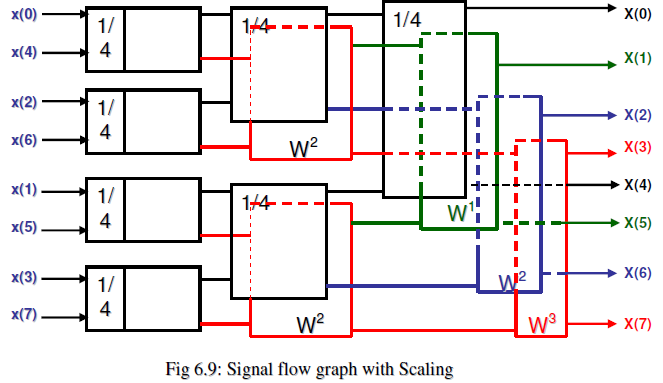 x(0) 1/4 1/4 1/4 X(0)
x(4) X(1)
x(2) 1/4 X(2)
x(6) W² X(3)
x(1) 1/4 1/4 W¹ X(4)
x(5) X(5)
x(3) 1/4 W² X(6)
x(7) W² W³ X(7)
Fig 6.9: Signal flow graph with Scaling